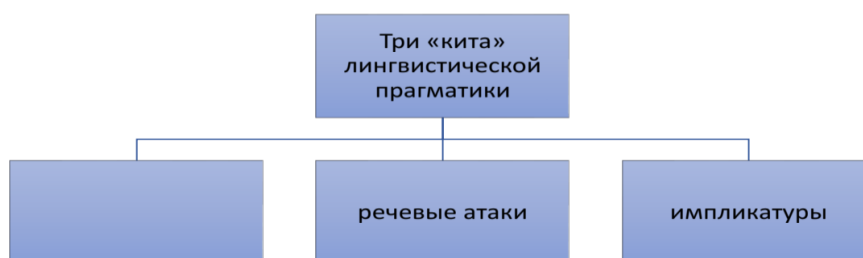 Три «кита»
лингвистической
прагматики
речевые атаки
импликатуры